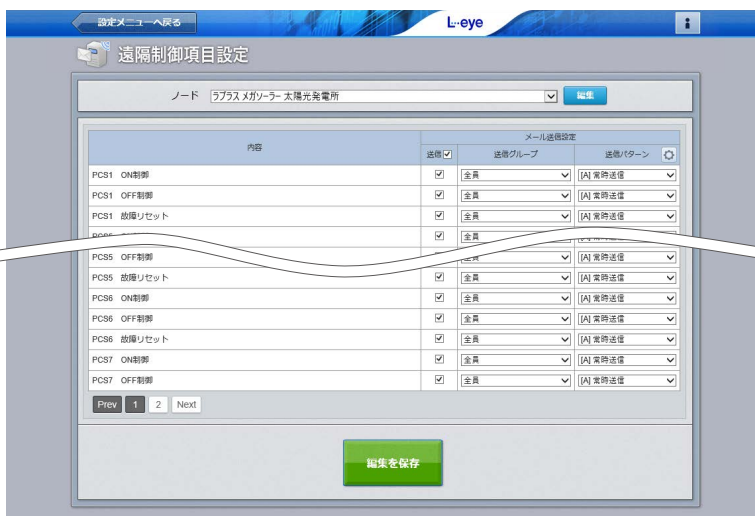 設定メニューへ戻る
L·eye
i
遠隔制御項目設定
ノード ラプラス メガソーラー 太陽光発電所 編集
内容 メール送信設定
送信 送信グループ 送信パターン
PCS1 ON制御 全員 [A] 常時送信
PCS1 OFF制御 全員 [A] 常時送信
PCS1 故障リセット 全員 [A] 常時送信
全員 [A] 常時送信
PCS5 OFF制御 全員 [A] 常時送信
PCS5 故障リセット 全員 [A] 常時送信
PCS6 ON制御 全員 [A] 常時送信
PCS6 OFF制御 全員 [A] 常時送信
PCS6 故障リセット 全員 [A] 常時送信
PCS7 ON制御 全員 [A] 常時送信
PCS7 OFF制御 全員 [A] 常時送信
Prev 1 2 Next
編集を保存